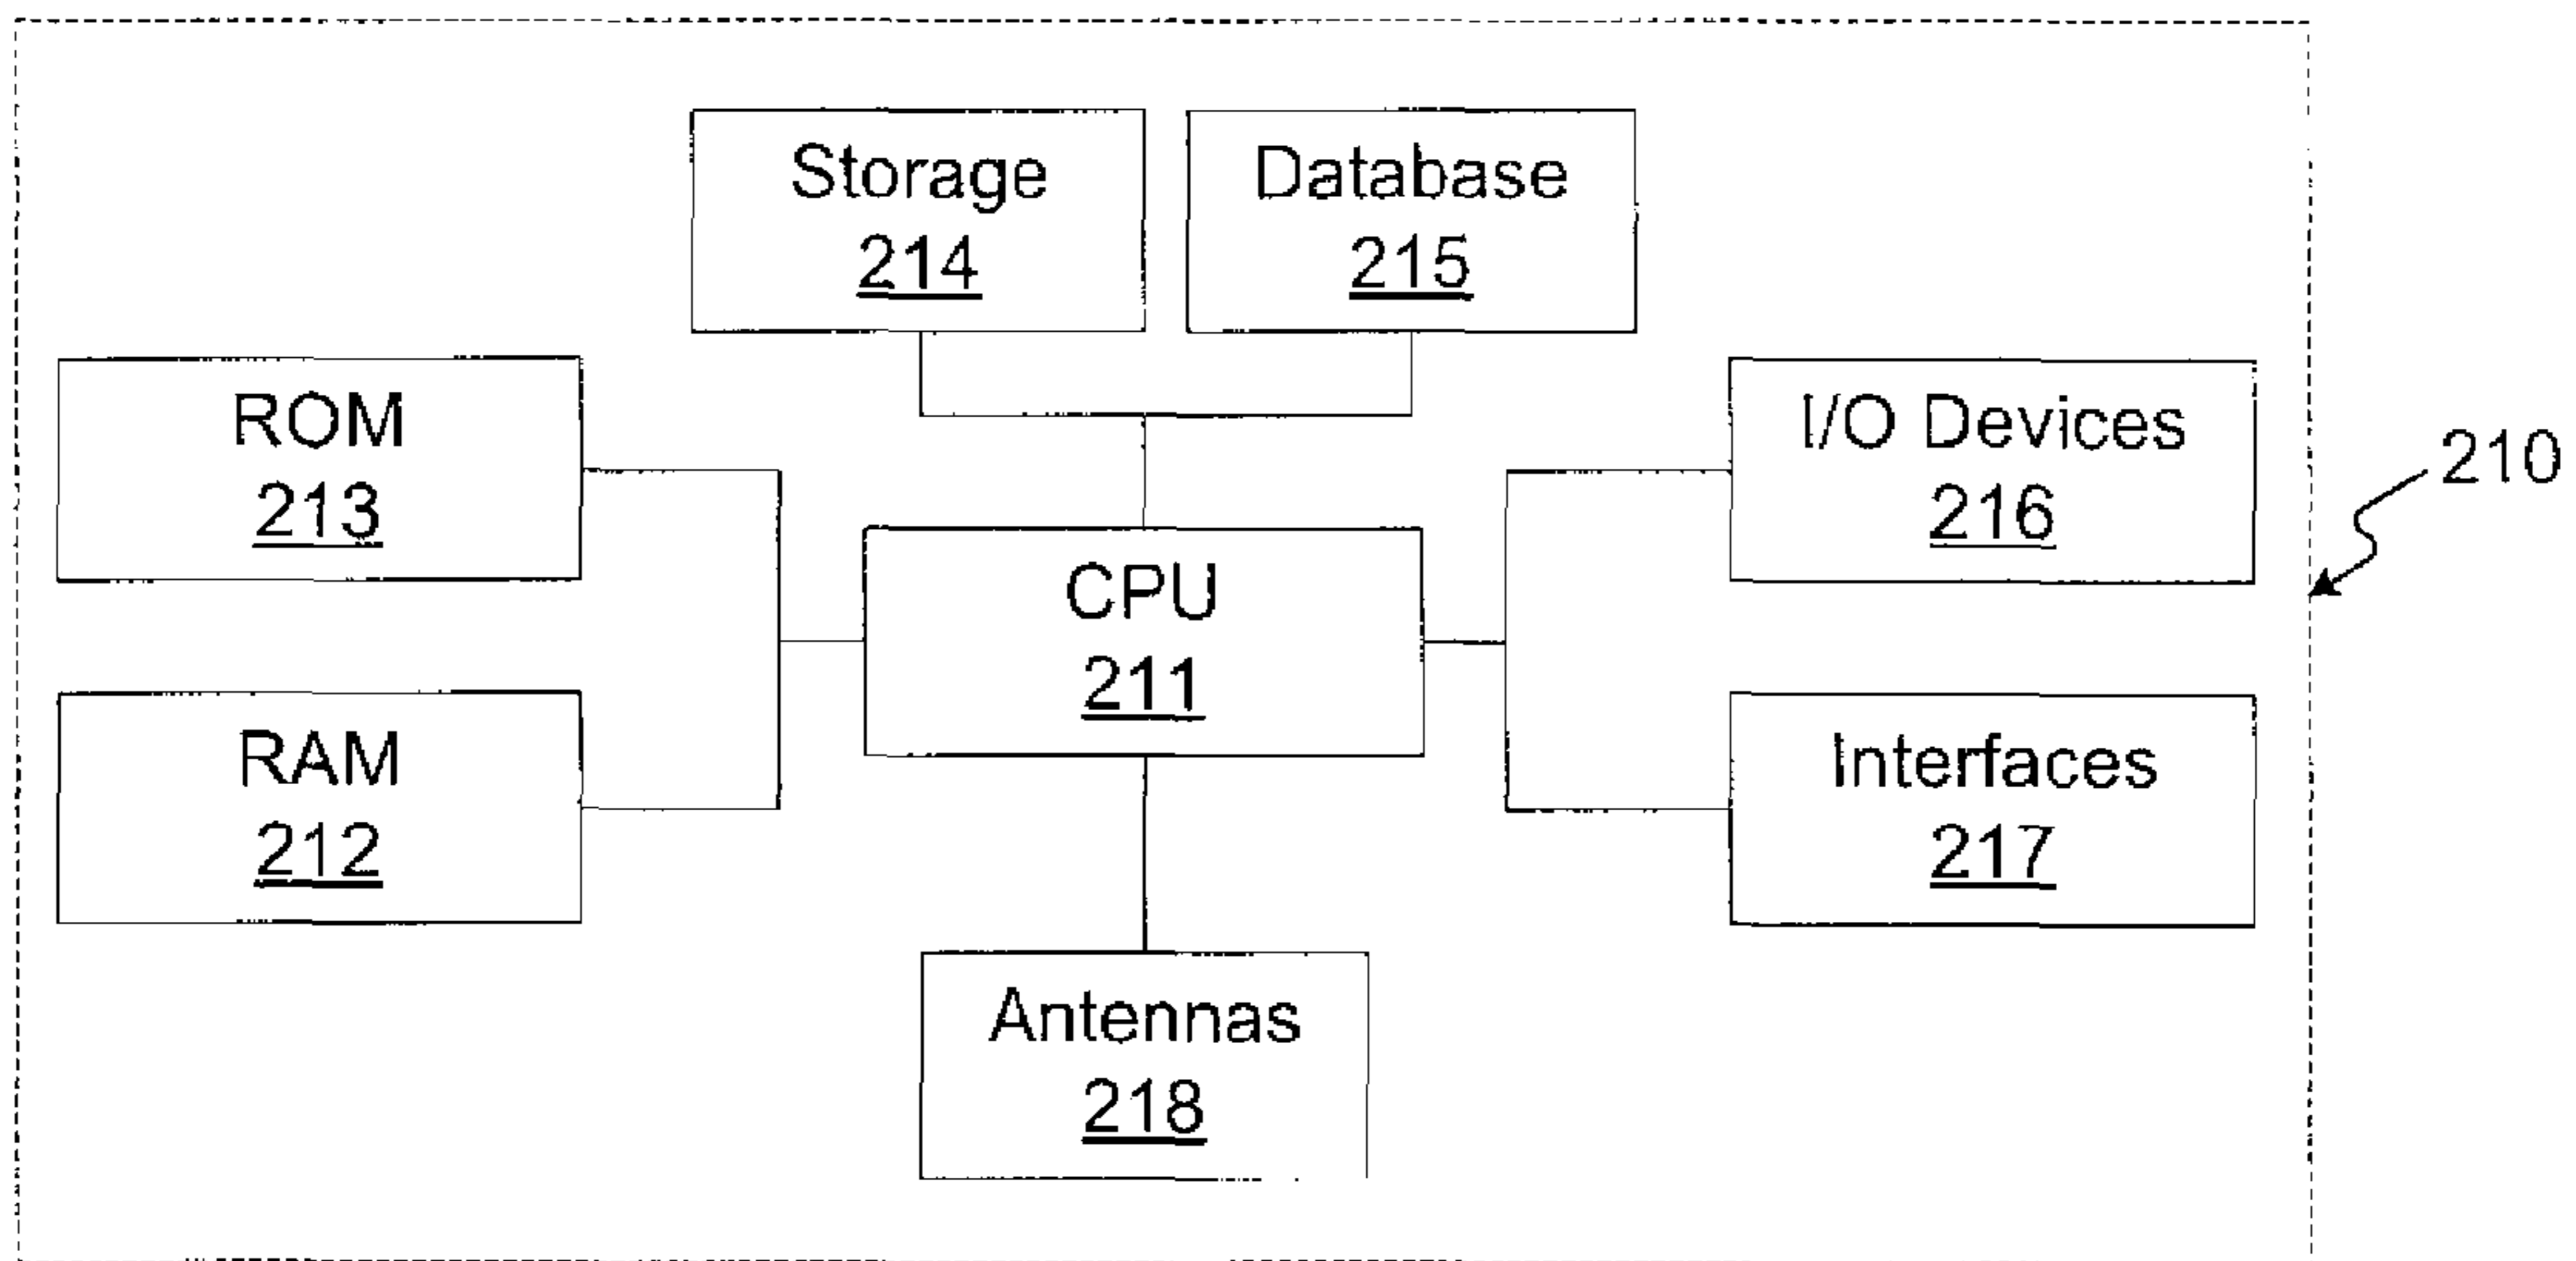 Storage
214
Database
215
ROM
213
I/O Devices
216
210
CPU
211
RAM
212
Interfaces
217
Antennas
218